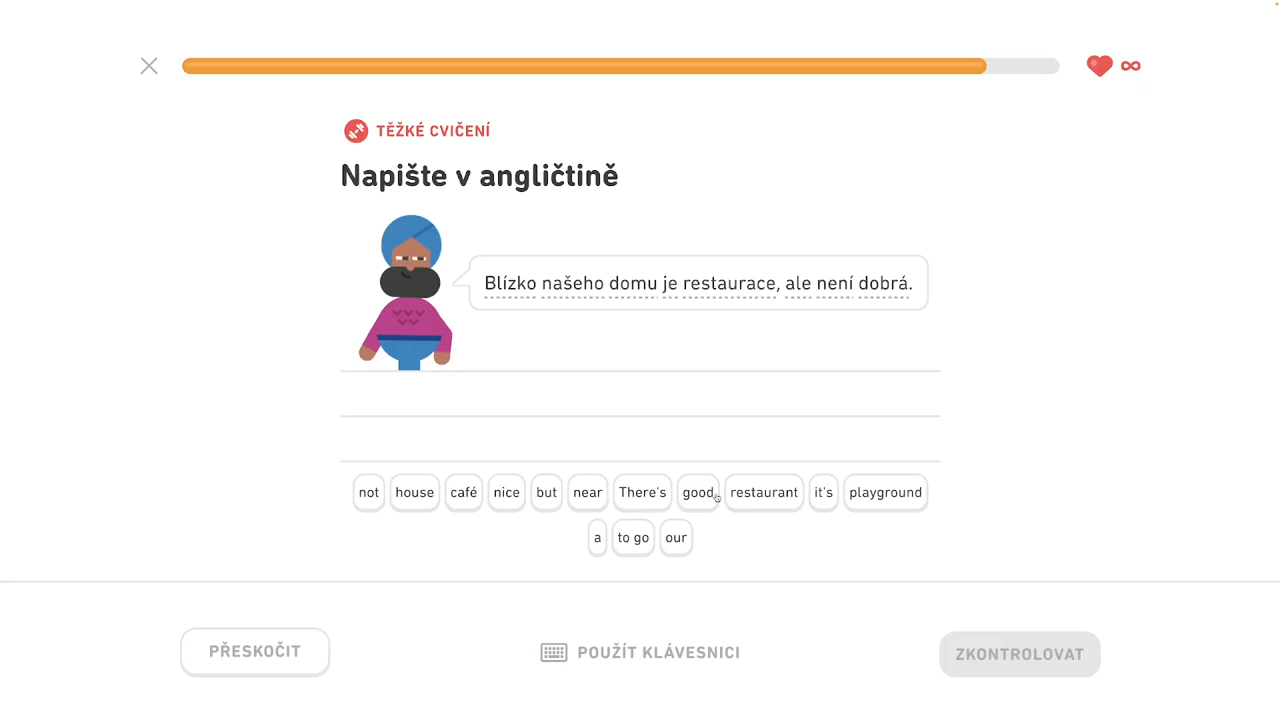 ∞
TĚŽKÉ CVIČENÍ
Napište v angličtině
Blízko našeho domu je restaurace, ale není dobrá.
not house café nice but near There's good restaurant it's playground
a to go our
PŘESKOČIT POUŽÍT KLÁVESNICI ZKONTROLOVAT